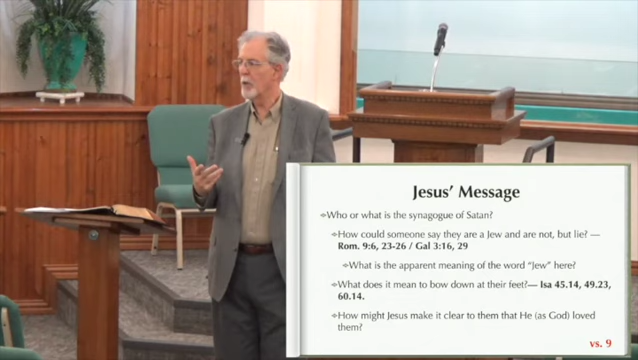 Jesus' Message
❖Who or what is the synagogue of Satan?
❖How could someone say they are a Jew and are not, but lie? —
Rom. 9:6, 23-26 / Gal 3:16, 29
❖What is the apparent meaning of the word "Jew" here?
❖What does it mean to bow down at their feet?— Isa 45.14, 49.23,
60.14.
❖How might Jesus make it clear to them that He (as God) loved
them?
vs. 9